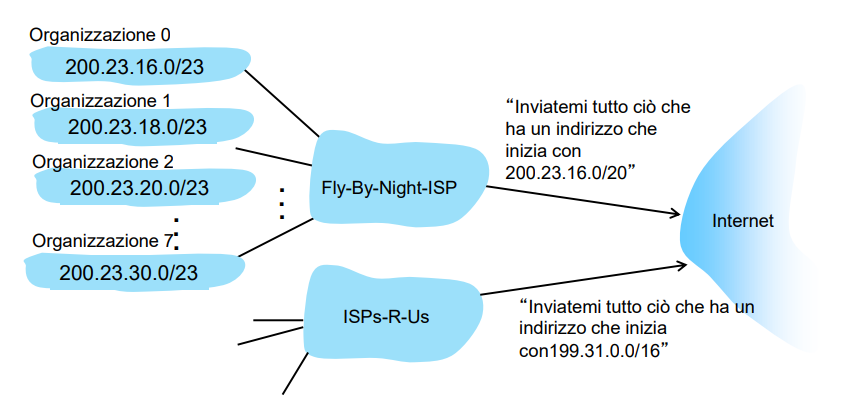 Organizzazione 0
200.23.16.0/23
Organizzazione 1
200.23.18.0/23
Organizzazione 2
200.23.20.0/23
Organizzazione 7
200.23.30.0/23
Fly-By-Night-ISP
“Inviatemi tutto ciò che
ha un indirizzo che
inizia con
200.23.16.0/20”
Internet
ISPs-R-Us
“Inviatemi tutto ciò che ha un
indirizzo che inizia
con199.31.0.0/16”